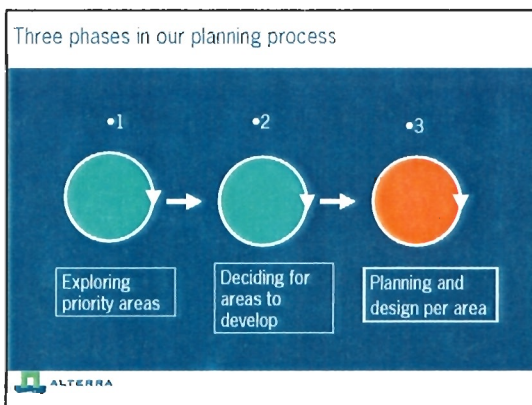 Three phases in our planning process
•1
•2
•3
Exploring
priority areas
Deciding for
areas to
develop
Planning and
design per area
ALTERRA